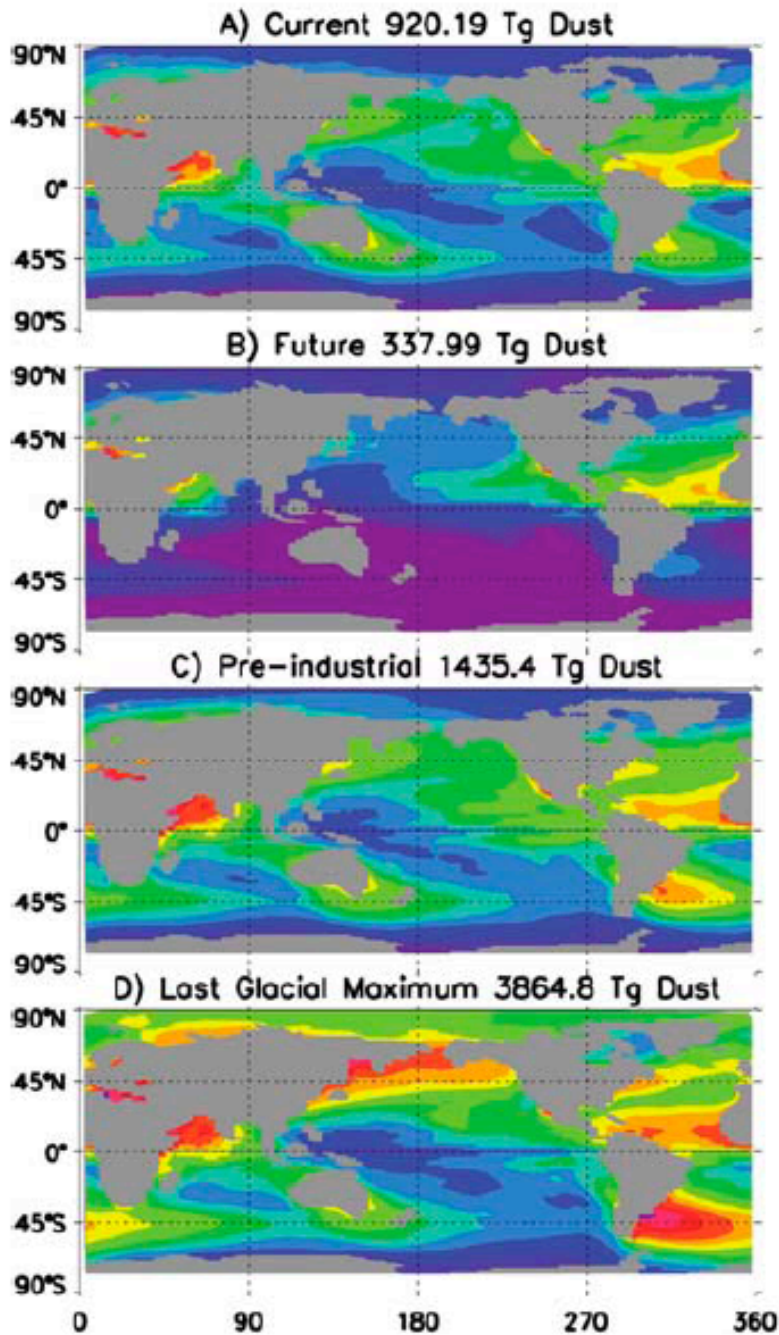 A) Current 920.19 Tg Dust
90°N
45°N
0°
45°S
90°S
B) Future 337.99 Tg Dust
90°N
45°N
0°
45°S
90°S
C) Pre-industrial 1435.4 Tg Dust
90°N
45°N
0°
45°S
90°S
D) Last Glacial Maximum 3864.8 Tg Dust
90°N
45°N
0°
45°S
90°S
0 90 180 270 360